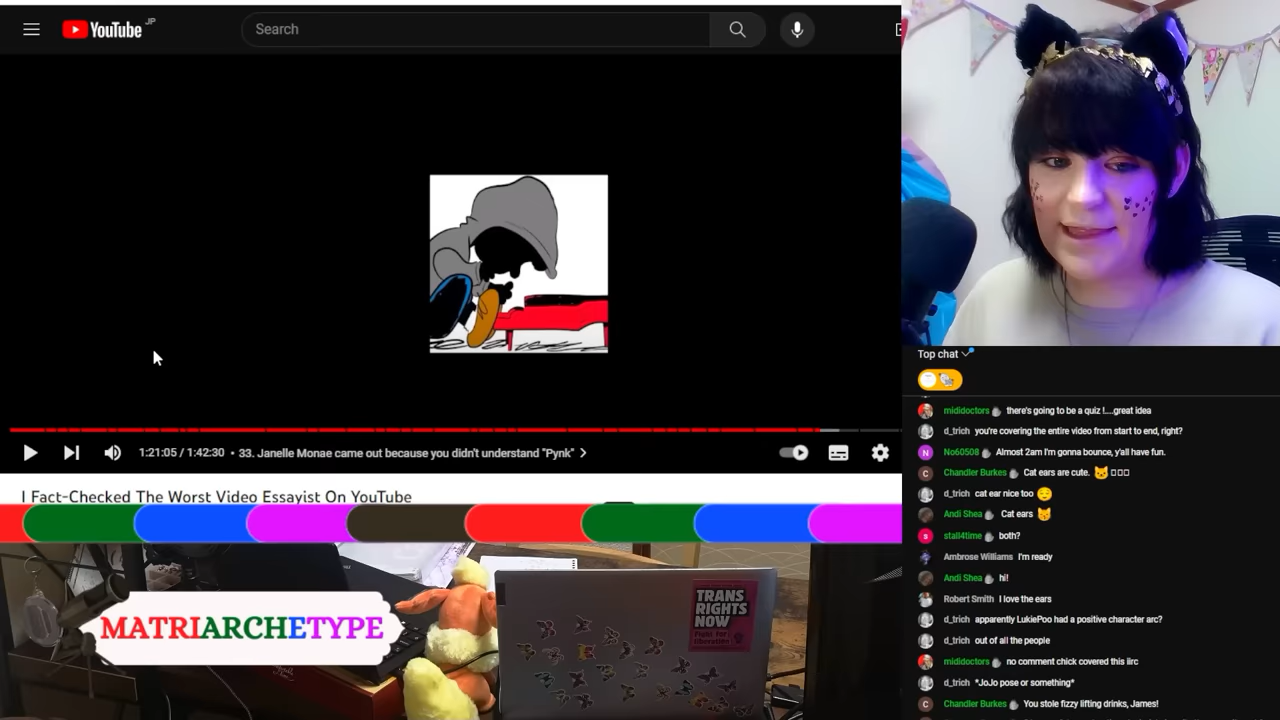 YouTube JP
Search
1:21:05 / 1:42:30 • 33. Janelle Monae came out because you didn't understand "Pynk"
I Fact-Checked The Worst Video Essayist On YouTube
MATRIARCHETYPE
TRANS
RIGHTS
NOW
Fight for
liberation
Top chat
mididoctors there's going to be a quiz !....great idea
d_trich you're covering the entire video from start to end, right?
N No60508 Almost 2am I'm gonna bounce, y'all have fun.
C Chandler Burkes Cat ears are cute.
d_trich cat ear nice too
Andi Shea Cat ears
s stall4time both?
Ambrose Williams I'm ready
Andi Shea hi!
Robert Smith I love the ears
d_trich apparently LukiePoo had a positive character arc?
d_trich out of all the people
mididoctors no comment chick covered this iirc
d_trich *JoJo pose or something*
C Chandler Burkes You stole fizzy lifting drinks, James!